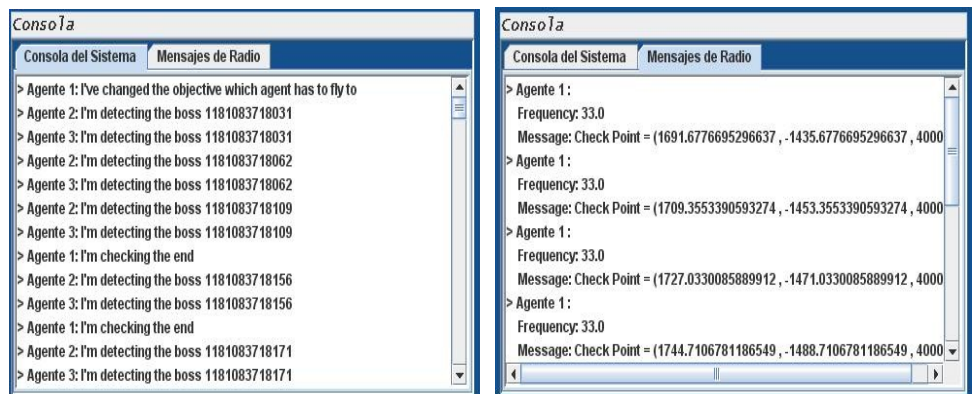 Consola
Consola del Sistema Mensajes de Radio
> Agente 1: I've changed the objective which agent has to fly to
> Agente 2: I'm detecting the boss 1181083718031
> Agente 3: I'm detecting the boss 1181083718031
> Agente 2: I'm detecting the boss 1181083718062
> Agente 3: I'm detecting the boss 1181083718062
> Agente 2: I'm detecting the boss 1181083718109
> Agente 3: I'm detecting the boss 1181083718109
> Agente 1: I'm checking the end
> Agente 2: I'm detecting the boss 1181083718156
> Agente 3: I'm detecting the boss 1181083718156
> Agente 1: I'm checking the end
> Agente 2: I'm detecting the boss 1181083718171
> Agente 3: I'm detecting the boss 1181083718171
Consola
Consola del Sistema Mensajes de Radio
> Agente 1 :
Frequency: 33.0
Message: Check Point = (1691.6776695296637 , -1435.6776695296637 , 4000
> Agente 1 :
Frequency: 33.0
Message: Check Point = (1709.3553390593274 , -1453.3553390593274 , 4000
> Agente 1 :
Frequency: 33.0
Message: Check Point = (1727.0330085889912 , -1471.0330085889912 , 4000
> Agente 1 :
Frequency: 33.0
Message: Check Point = (1744.7106781186549 , -1488.7106781186549 , 4000